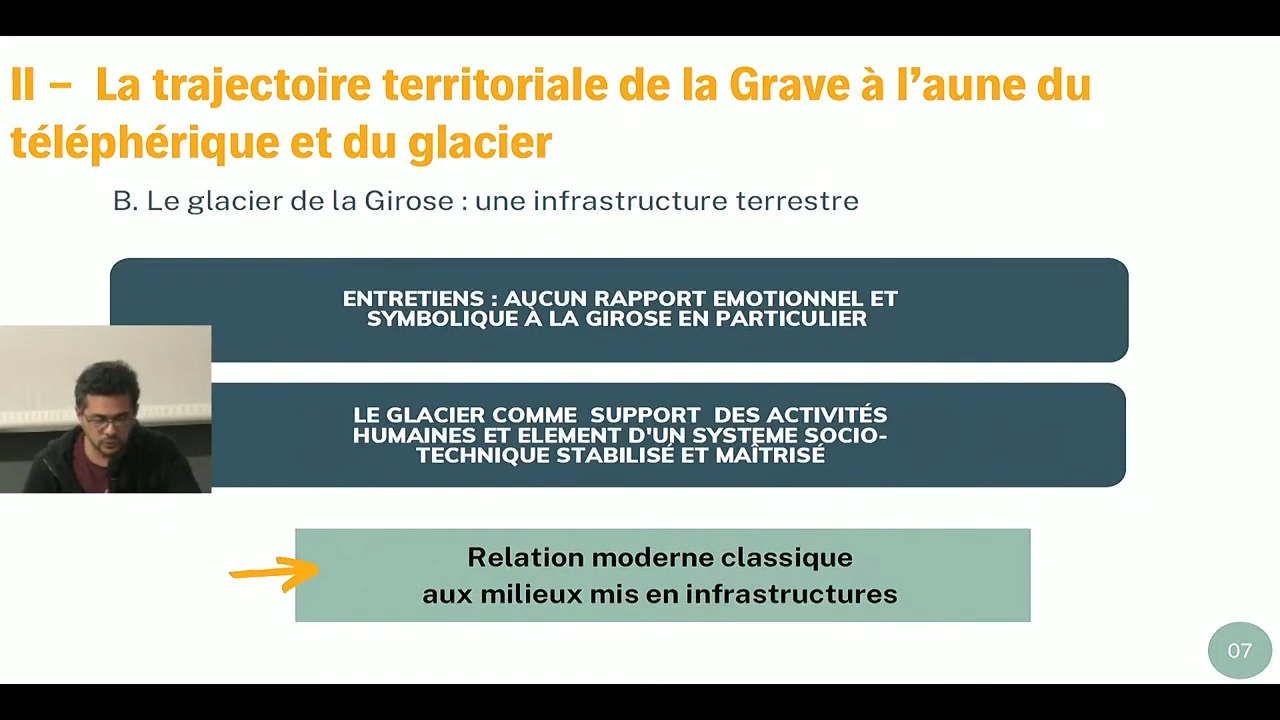 II – La trajectoire territoriale de la Grave à l’aune du
téléphérique et du glacier
B. Le glacier de la Girose : une infrastructure terrestre
ENTRETIENS : AUCUN RAPPORT EMOTIONNEL ET
SYMBOLIQUE À LA GIROSE EN PARTICULIER
LE GLACIER COMME SUPPORT DES ACTIVITÉS
HUMAINES ET ELEMENT D'UN SYSTEME SOCIO-
TECHNIQUE STABILISÉ ET MAÎTRISÉ
Relation moderne classique
aux milieux mis en infrastructures
07